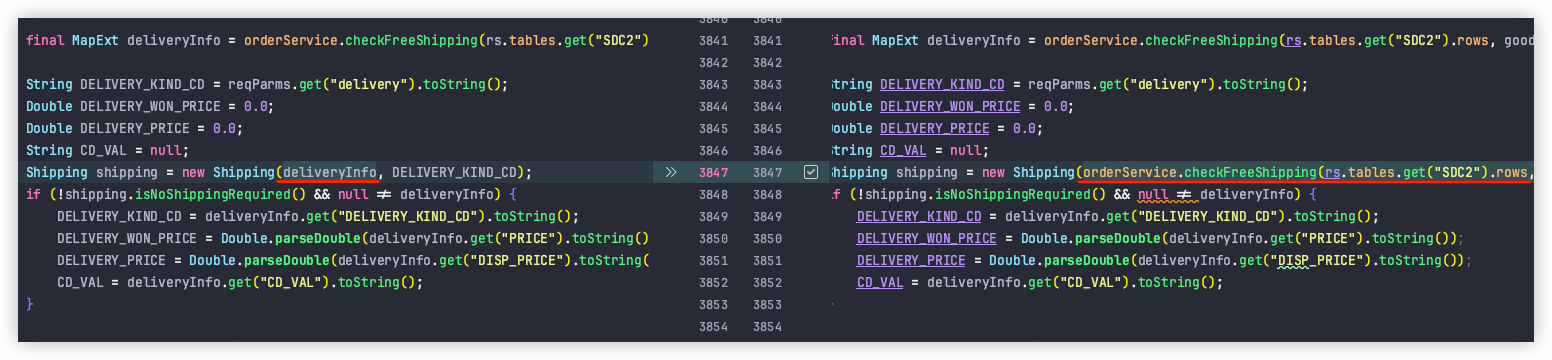 final MapExt deliveryInfo = orderService.checkFreeShipping(rs.tables.get("SDC2")
String DELIVERY_KIND_CD = reqParms.get("delivery").toString();
Double DELIVERY_WON_PRICE = 0.0;
Double DELIVERY_PRICE = 0.0;
String CD_VAL = null;
Shipping shipping = new Shipping(deliveryInfo, DELIVERY_KIND_CD);
if (!shipping.isNoShippingRequired() && null ≠ deliveryInfo) {
DELIVERY_KIND_CD = deliveryInfo.get("DELIVERY_KIND_CD").toString();
DELIVERY_WON_PRICE = Double.parseDouble(deliveryInfo.get("PRICE").toString()
DELIVERY_PRICE = Double.parseDouble(deliveryInfo.get("DISP_PRICE").toString(
CD_VAL = deliveryInfo.get("CD_VAL").toString();
}
3840 3840
3841 3841
3842 3842
3843 3843
3844 3844
3845 3845
3846 3846
» 3847 3847
3848 3848
3849 3849
3850 3850
3851 3851
3852 3852
3853 3853
3854 3854
final MapExt deliveryInfo = orderService.checkFreeShipping(rs.tables.get("SDC2").rows, good
String DELIVERY_KIND_CD = reqParms.get("delivery").toString();
Double DELIVERY_WON_PRICE = 0.0;
Double DELIVERY_PRICE = 0.0;
String CD_VAL = null;
Shipping shipping = new Shipping(orderService.checkFreeShipping(rs.tables.get("SDC2").rows,
if (!shipping.isNoShippingRequired() && null ≠ deliveryInfo) {
DELIVERY_KIND_CD = deliveryInfo.get("DELIVERY_KIND_CD").toString();
DELIVERY_WON_PRICE = Double.parseDouble(deliveryInfo.get("PRICE").toString());
DELIVERY_PRICE = Double.parseDouble(deliveryInfo.get("DISP_PRICE").toString());
CD_VAL = deliveryInfo.get("CD_VAL").toString();